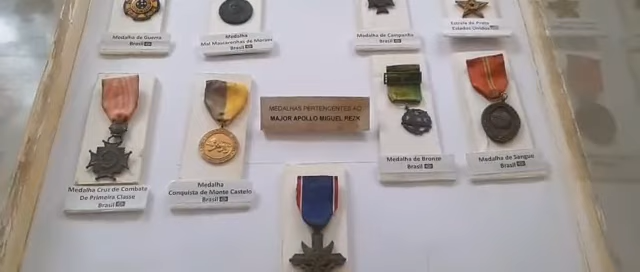 Medalha de Guerra
Brasil
Medalha
Mal Mascarenhas de Morais
Brasil
Medalha de Campanha
Brasil
Estrela de Prata
Estados Unidos
MEDALHAS PERTENCENTES AO
MAJOR APOLLO MIGUEL REZK
Medalha Cruz de Combate
De Primeira Classe
Brasil
Medalha
Conquista de Monte Castelo
Brasil
Medalha de Bronze
Brasil
Medalha de Sangue
Brasil